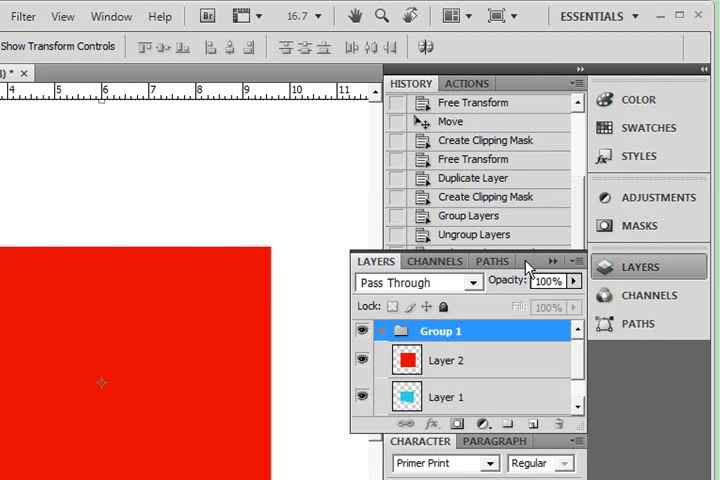 Filter View Window Help Br 16.7 ESSENTIALS
Show Transform Controls
) * ×
4 5 6 7 8 9 10 11
HISTORY ACTIONS
Free Transform
Move
Create Clipping Mask
Free Transform
Duplicate Layer
Create Clipping Mask
Group Layers
Ungroup Layers
COLOR
SWATCHES
STYLES
ADJUSTMENTS
MASKS
LAYERS
CHANNELS
PATHS
LAYERS CHANNELS PATHS
Pass Through Opacity: 100%
Lock: Fill: 100%
Group 1
Layer 2
Layer 1
fx
CHARACTER PARAGRAPH
Primer Print Regular